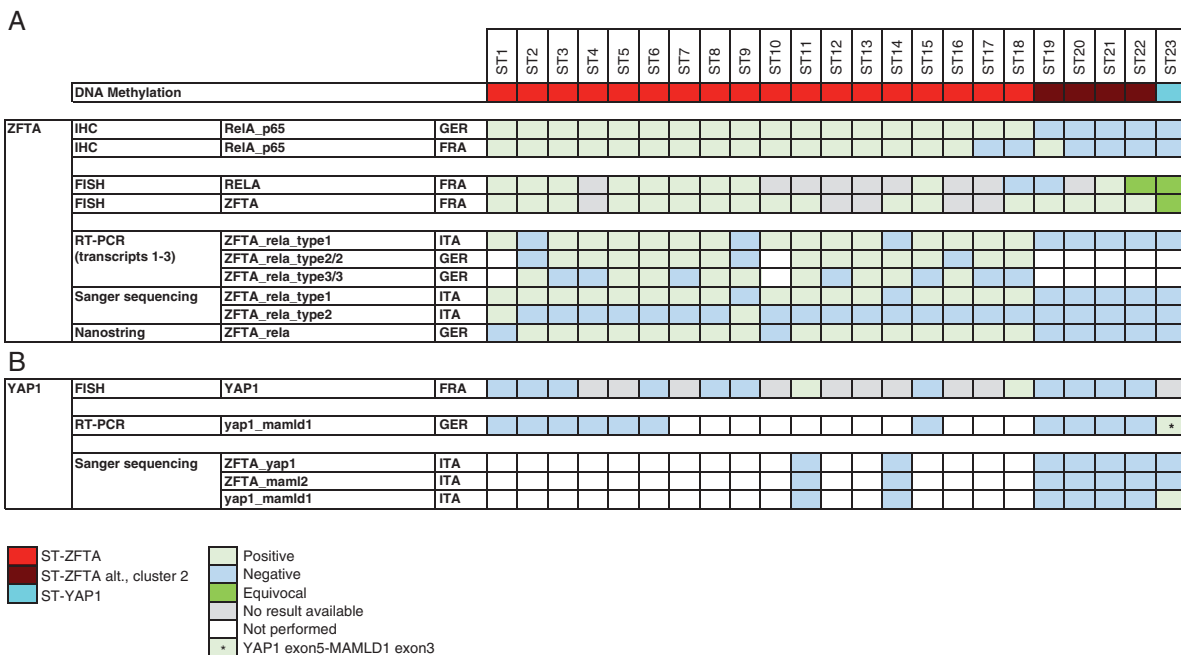 A
ST1 ST2 ST3 ST4 ST5 ST6 ST7 ST8 ST9 ST10 ST11 ST12 ST13 ST14 ST15 ST16 ST17 ST18 ST19 ST20 ST21 ST22 ST23
DNA Methylation
ZFTA IHC RelA_p65 GER
IHC RelA_p65 FRA
FISH RELA FRA
FISH ZFTA FRA
RT-PCR ZFTA_rela_type1 ITA
(transcripts 1-3) ZFTA_rela_type2/2 GER
ZFTA_rela_type3/3 GER
Sanger sequencing ZFTA_rela_type1 ITA
ZFTA_rela_type2 ITA
Nanostring ZFTA_rela GER
B
YAP1 FISH YAP1 FRA
RT-PCR yap1_mamld1 GER *
Sanger sequencing ZFTA_yap1 ITA
ZFTA_maml2 ITA
yap1_mamld1 ITA
ST-ZFTA
ST-ZFTA alt., cluster 2
ST-YAP1
Positive
Negative
Equivocal
No result available
Not performed
* YAP1 exon5-MAMLD1 exon3